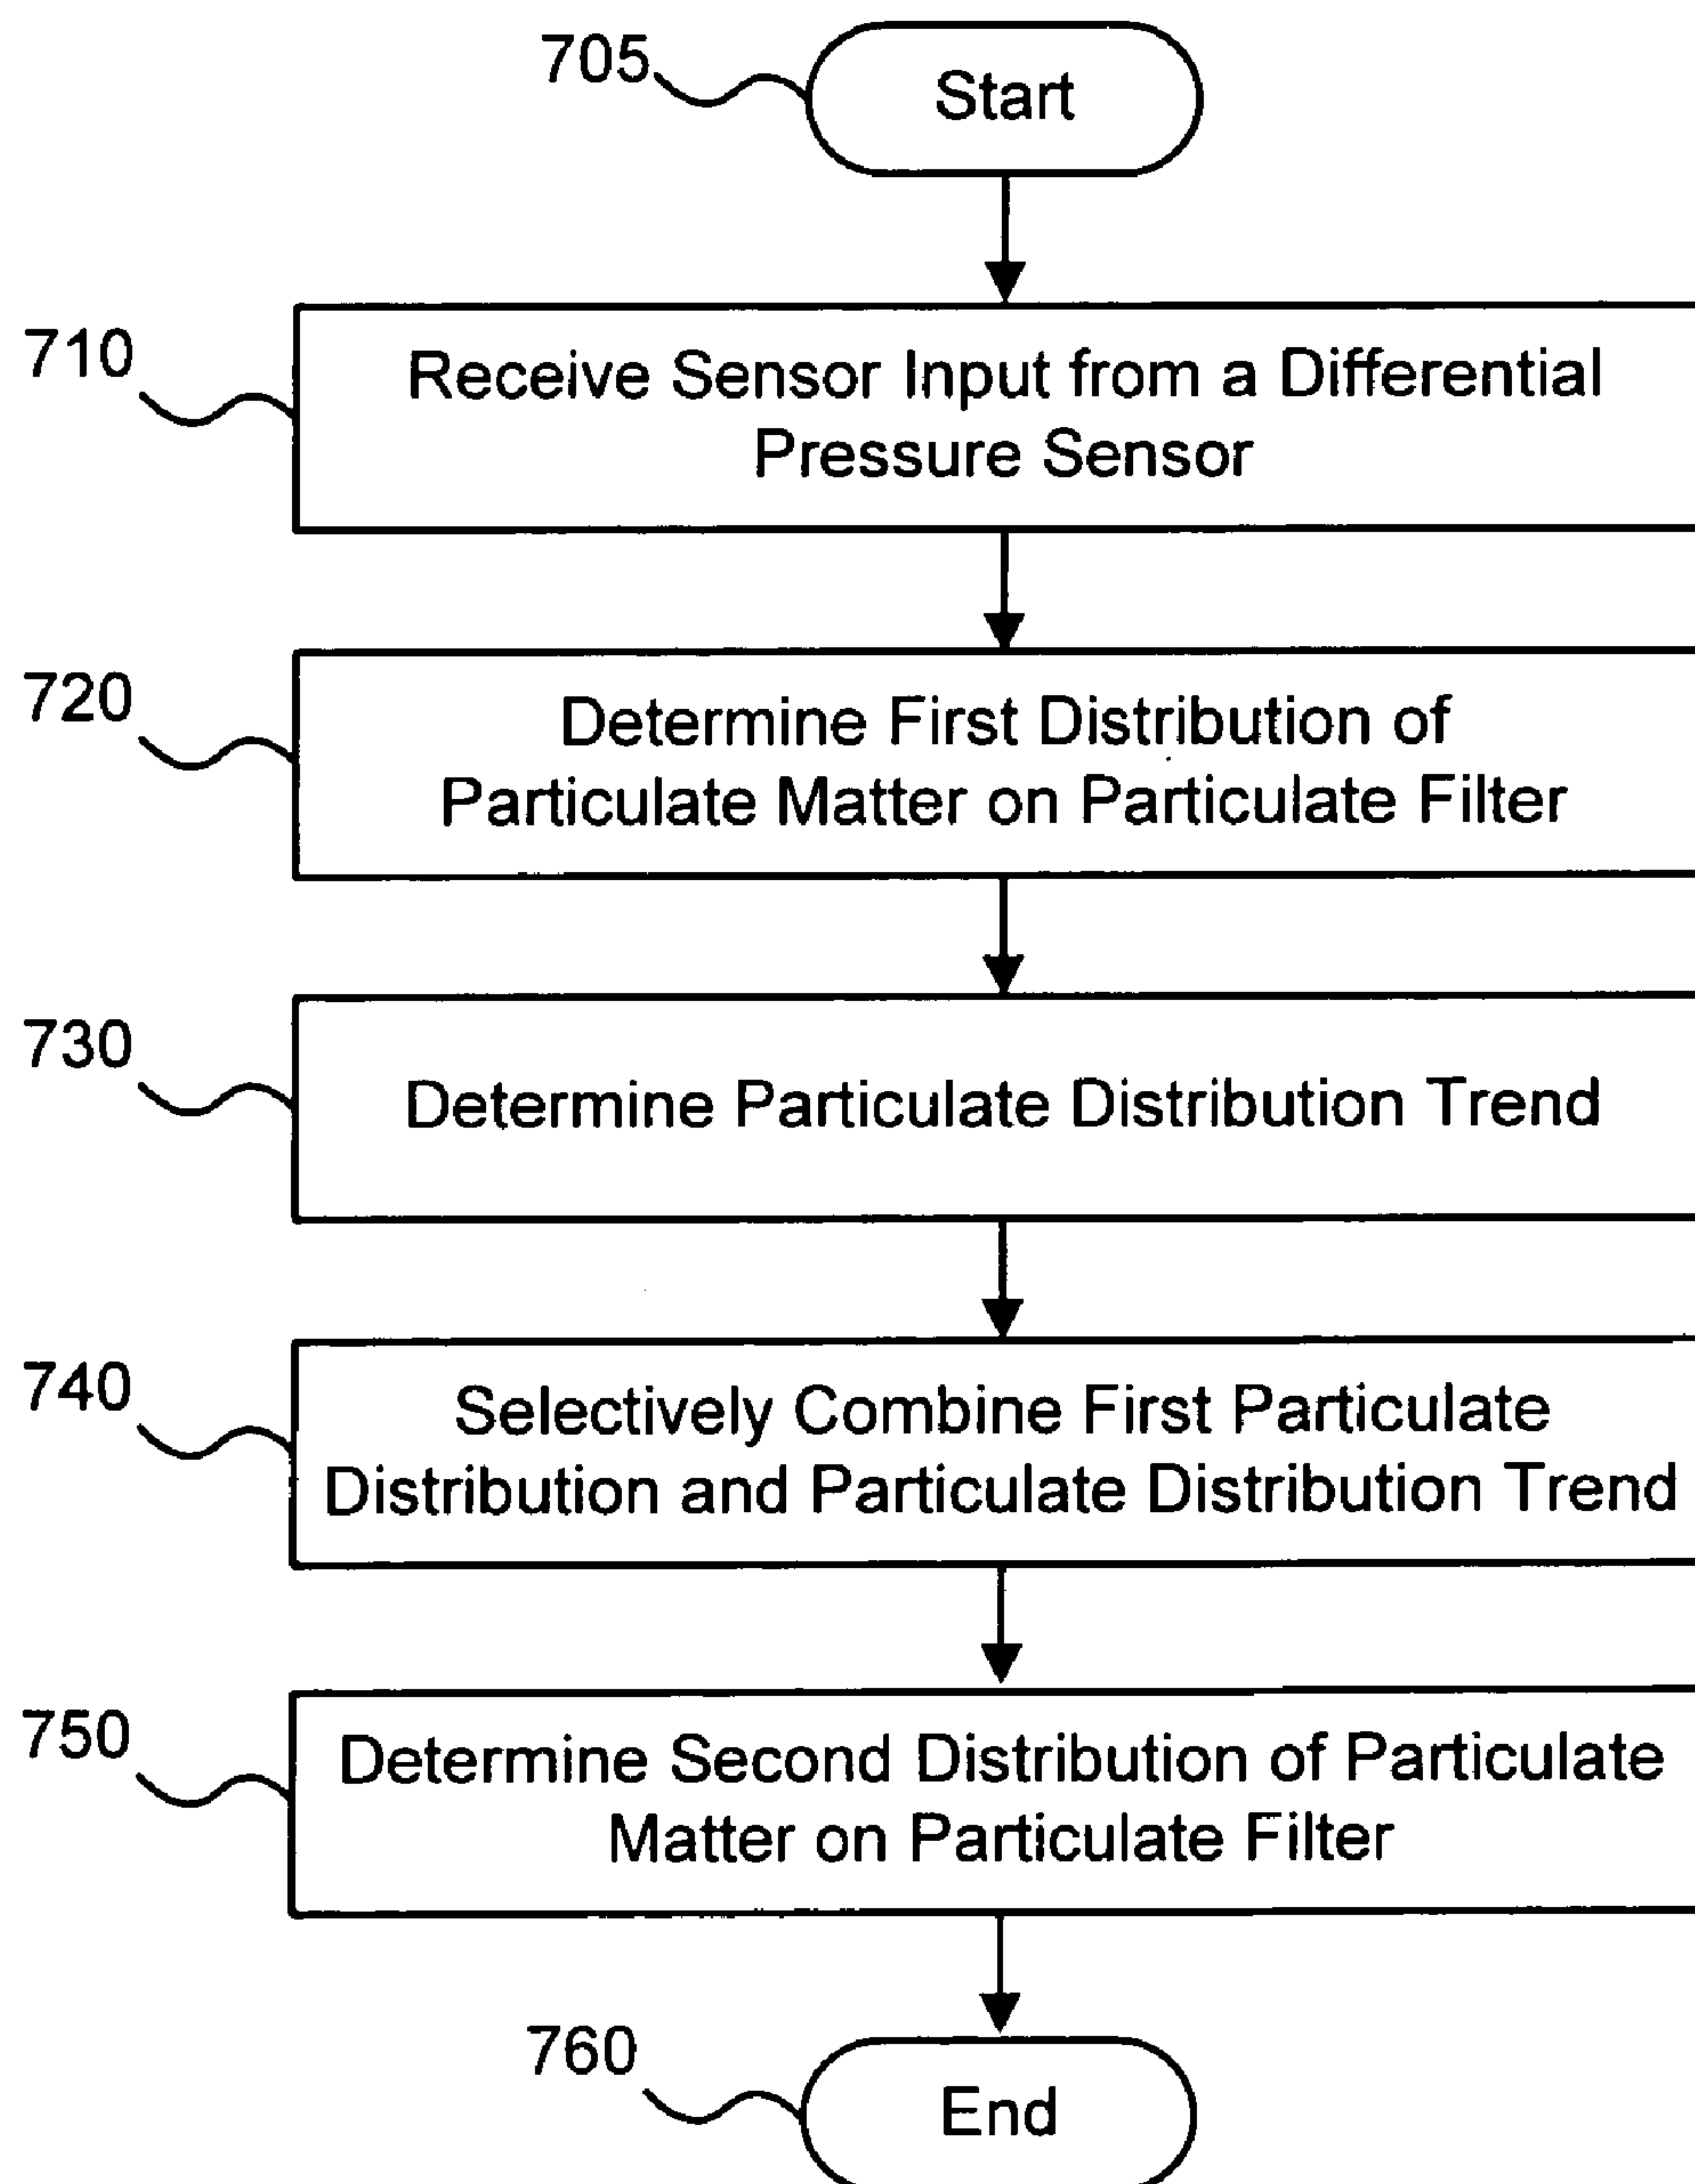 705
Start
710
Receive Sensor Input from a Differential
Pressure Sensor
720
Determine First Distribution of
Particulate Matter on Particulate Filter
730
Determine Particulate Distribution Trend
740
Selectively Combine First Particulate
Distribution and Particulate Distribution Trend
750
Determine Second Distribution of Particulate
Matter on Particulate Filter
760
End